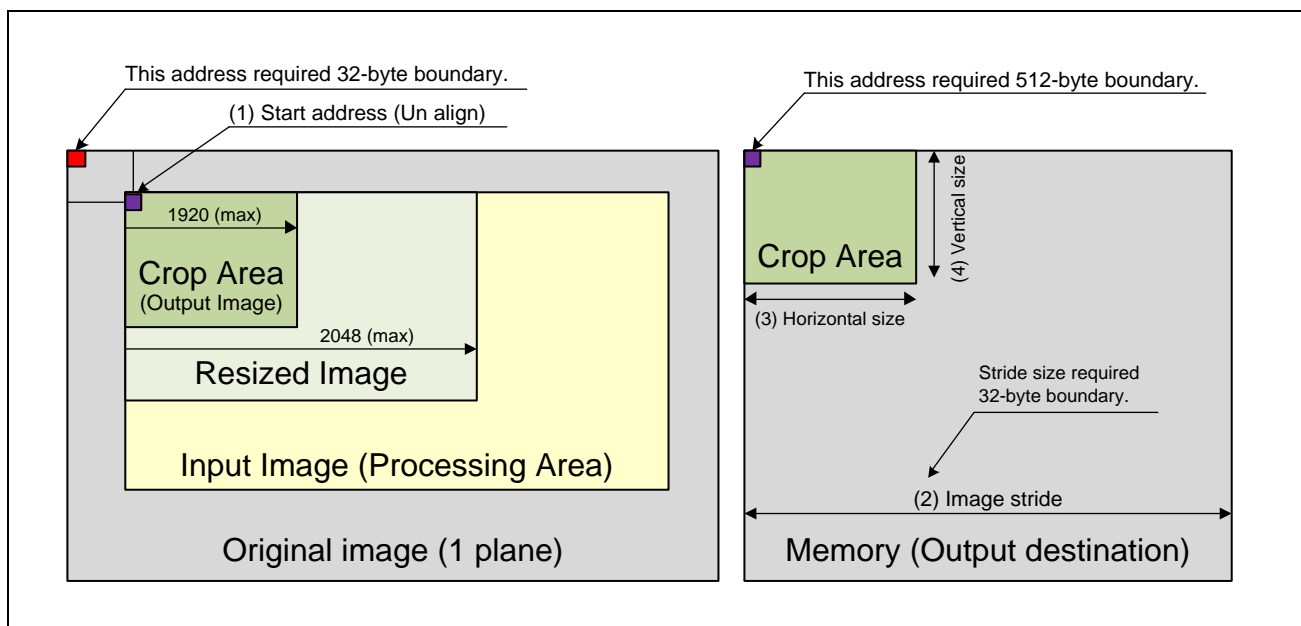 This address required 32-byte boundary.
(1) Start address (Un align)
1920 (max)
Crop Area
(Output Image)
2048 (max)
Resized Image
Input Image (Processing Area)
Original image (1 plane)
This address required 512-byte boundary.
Crop Area
(4) Vertical size
(3) Horizontal size
Stride size required
32-byte boundary.
(2) Image stride
Memory (Output destination)